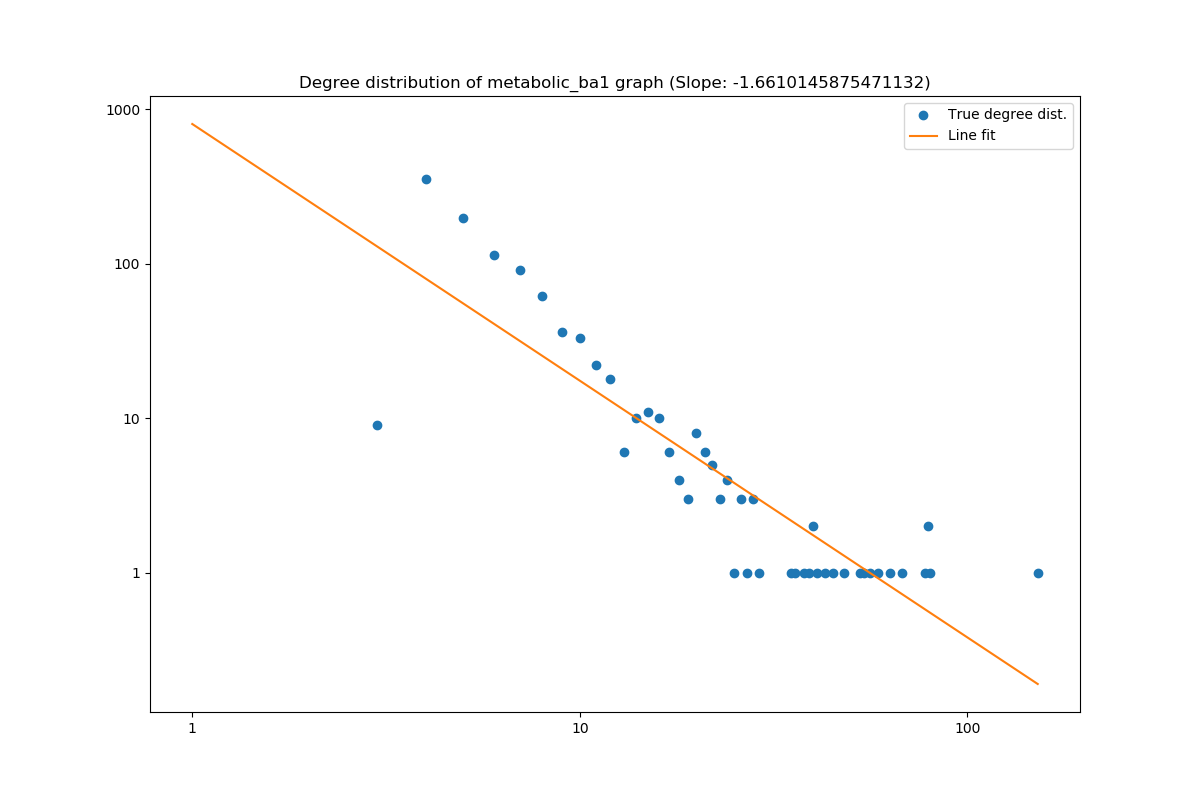 Degree distribution of metabolic_ba1 graph (Slope: -1.6610145875471132)
1000
100
10
1
True degree dist.
Line fit
1
10
100